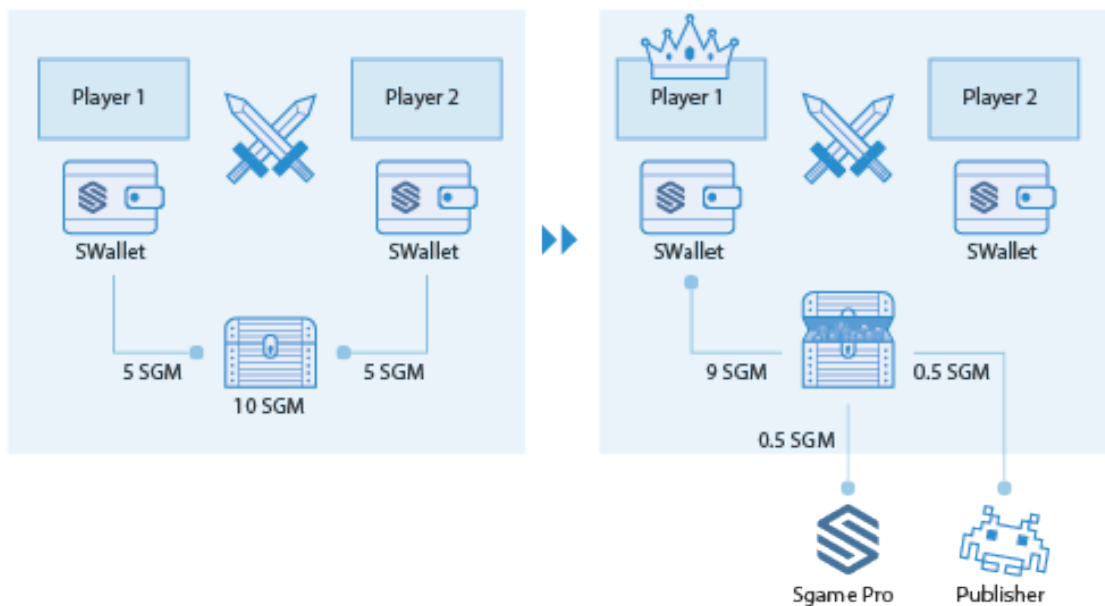 Player 1
Player 2
SWallet
SWallet
5 SGM
5 SGM
10 SGM
Player 1
Player 2
SWallet
SWallet
9 SGM
0.5 SGM
0.5 SGM
Sgame Pro
Publisher